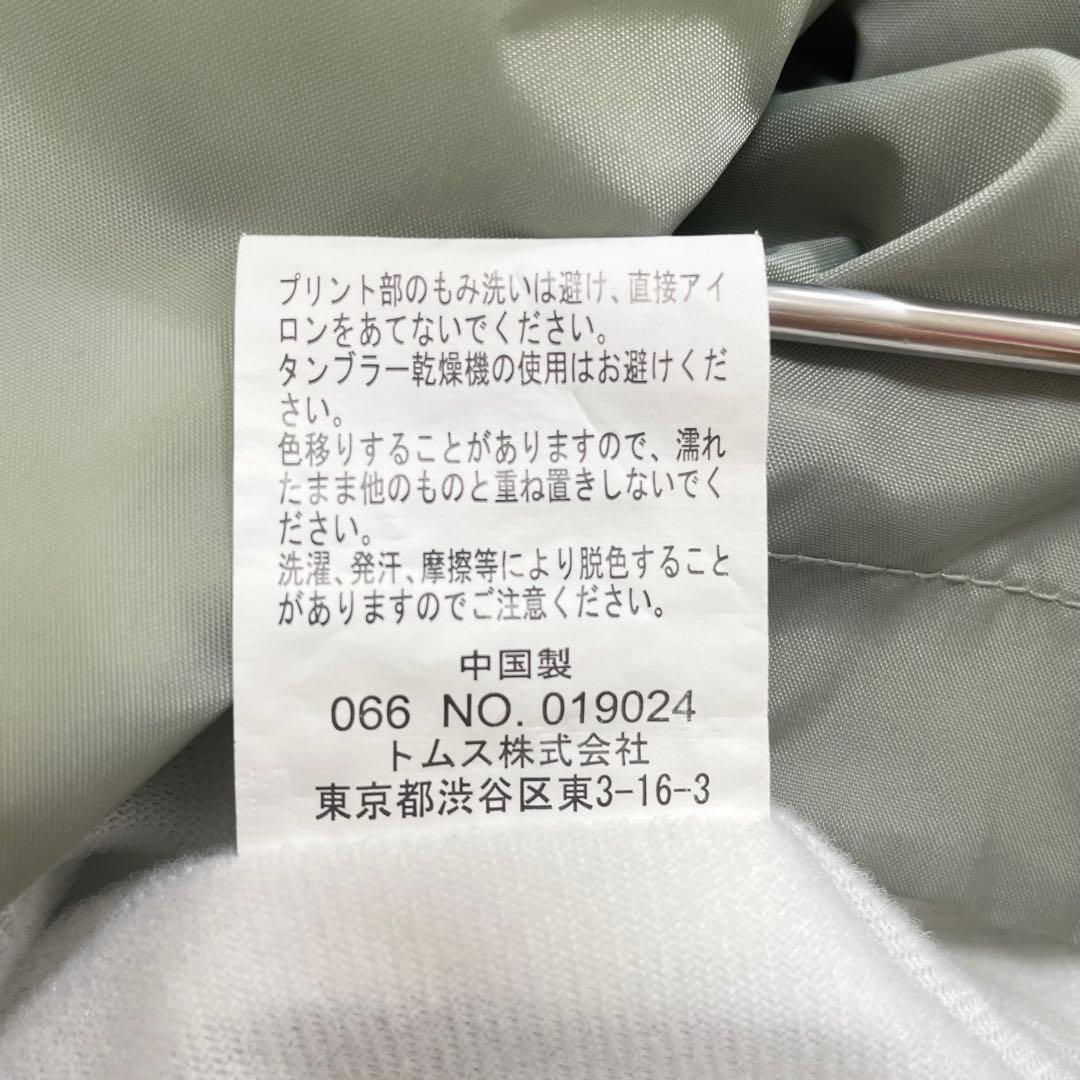 プリント部のもみ洗いは避け、直接アイ
ロンをあてないでください。
タンブラー乾燥機の使用はお避けくだ
さい。
色移りすることがありますので、濡れ
たまま他のものと重ね置きしないでく
ださい。
洗濯、発汗、摩擦等により脱色すること
がありますのでご注意ください。
中国製
066 NO. 019024
トムス株式会社
東京都渋谷区東3-16-3